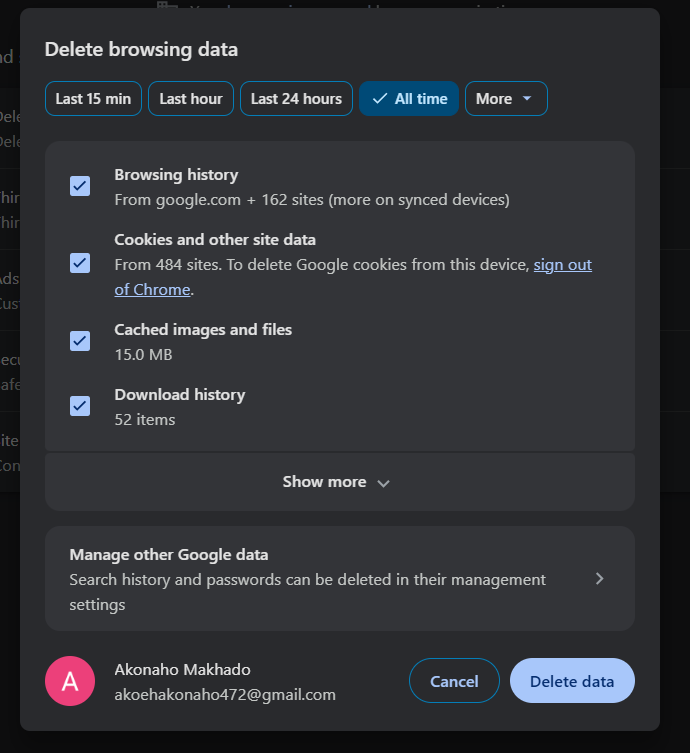 Delete browsing data
Last 15 min
Last hour
Last 24 hours
All time
More
Browsing history
From google.com + 162 sites (more on synced devices)
Cookies and other site data
From 484 sites. To delete Google cookies from this device, sign out
of Chrome.
Cached images and files
15.0 MB
Download history
52 items
Show more
Manage other Google data
Search history and passwords can be deleted in their management
settings
A
Akonaho Makhado
akoehakonaho472@gmail.com
Cancel
Delete data